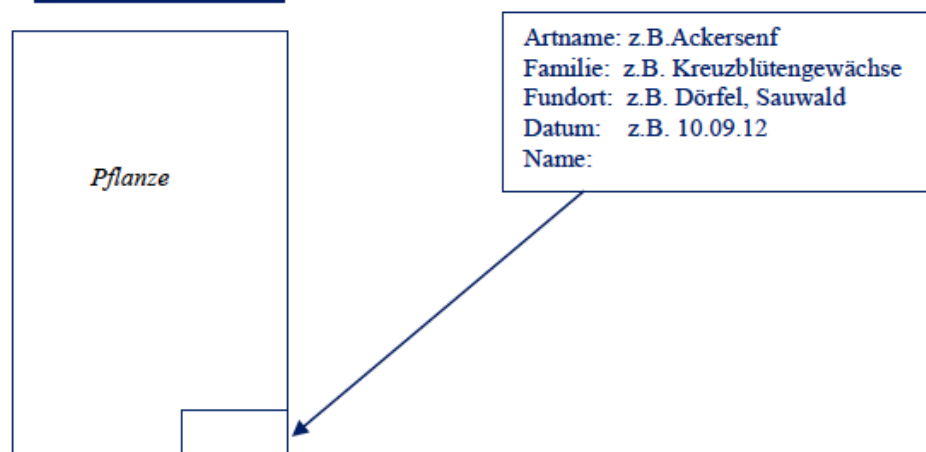 Artname: z.B.Ackersenf
Familie: z.B. Kreuzblütengewächse
Fundort: z.B. Dörfel, Sauwald
Datum: z.B. 10.09.12
Name:
Pflanze